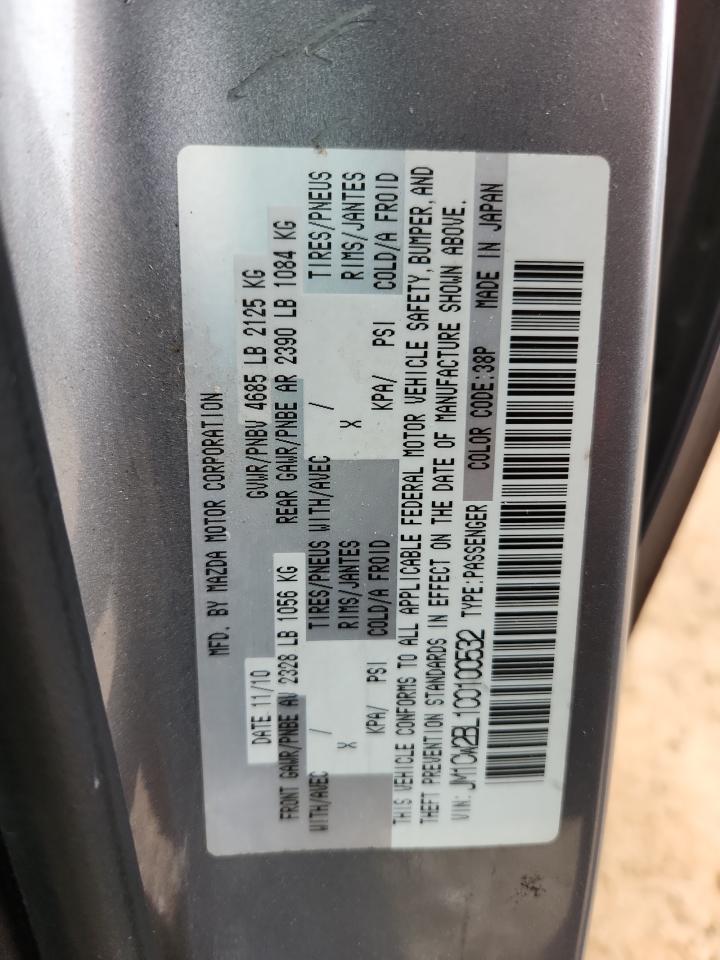 MFD. BY MAZDA MOTOR CORPORATION
DATE 11/10 GVWR/PNBV 4685 LB 2125 KG
FRONT GAWR/PNBE AV 2328 LB 1056 KG REAR GAWR/PNBE AR 2390 LB 1084 KG
WITH/AVEC / TIRES/PNEUS WITH/AVEC / TIRES/PNEUS
X RIMS/JANTES X RIMS/JANTES
KPA/ PSI COLD/A FROID KPA/ PSI COLD/A FROID
THIS VEHICLE CONFORMS TO ALL APPLICABLE FEDERAL MOTOR VEHICLE SAFETY, BUMPER, AND
THEFT PREVENTION STANDARDS IN EFFECT ON THE DATE OF MANUFACTURE SHOWN ABOVE.
VIN: JM1CW2BL1C0100532 TYPE:PASSENGER COLOR CODE:38P MADE IN JAPAN